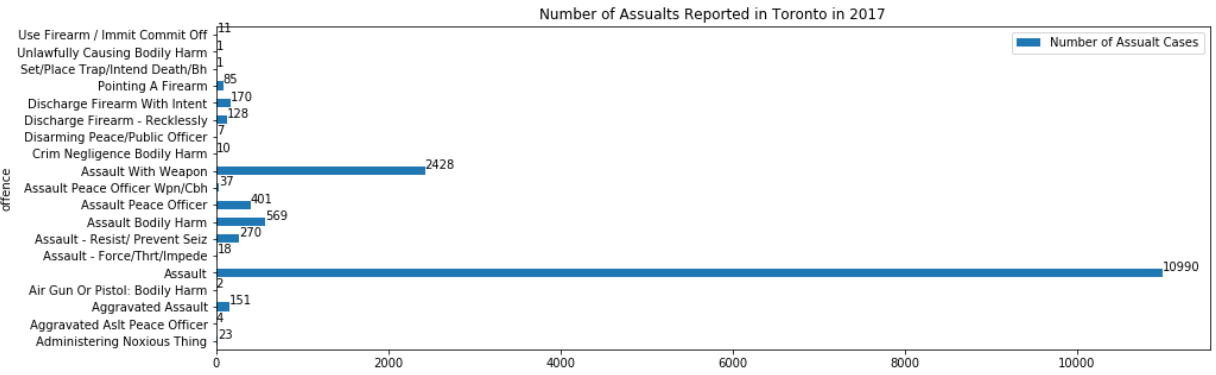 Number of Assualts Reported in Toronto in 2017
Number of Assualt Cases
offence
Use Firearm / Immit Commit Off 11
Unlawfully Causing Bodily Harm 1
Set/Place Trap/Intend Death/Bh 1
Pointing A Firearm 85
Discharge Firearm With Intent 170
Discharge Firearm - Recklessly 128
Disarming Peace/Public Officer 7
Crim Negligence Bodily Harm 10
Assault With Weapon 2428
Assault Peace Officer Wpn/Cbh 37
Assault Peace Officer 401
Assault Bodily Harm 569
Assault - Resist/ Prevent Seiz 270
Assault - Force/Thrt/Impede 18
Assault 10990
Air Gun Or Pistol: Bodily Harm 2
Aggravated Assault 151
Aggravated Aslt Peace Officer 4
Administering Noxious Thing 23
0 2000 4000 6000 8000 10000